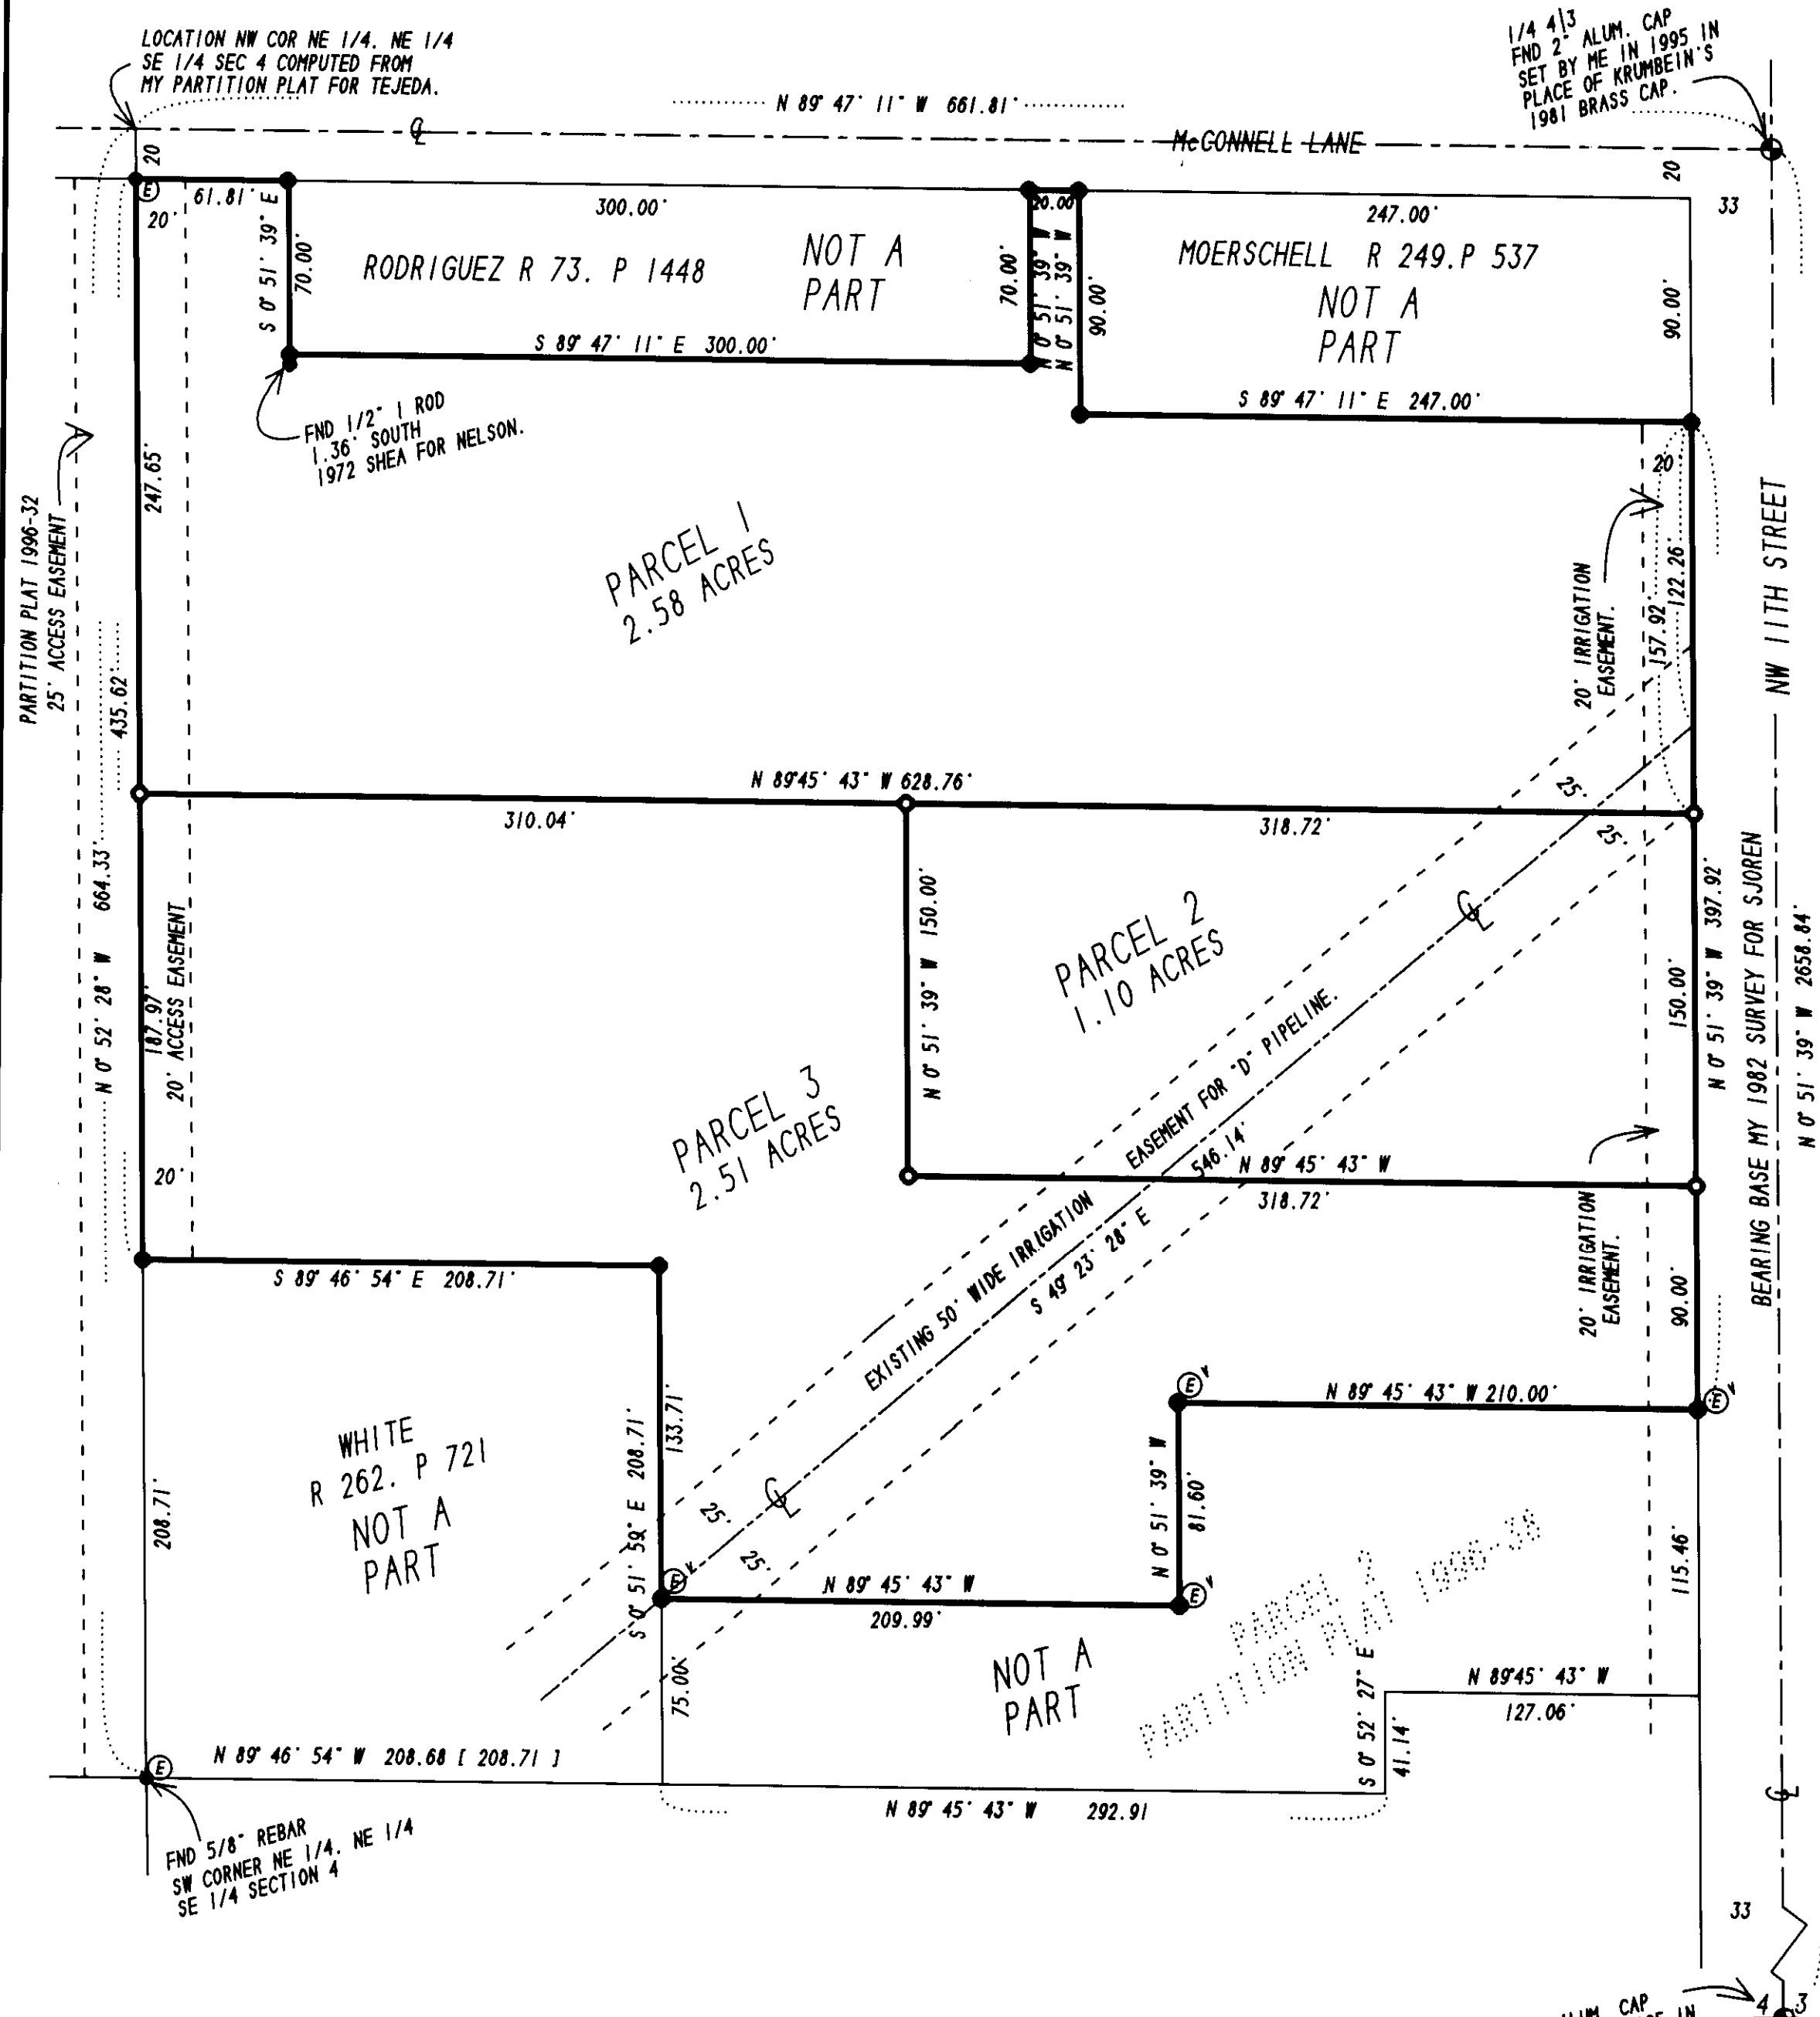 LOCATION NW COR NE 1/4. NE 1/4
SE 1/4 SEC 4 COMPUTED FROM
MY PARTITION PLAT FOR TEJEDA.
1/4 4|3
FND 2" ALUM. CAP
SET BY ME IN 1995 IN
PLACE OF KRUMBEIN'S
1981 BRASS CAP.
N 89° 47' 11" W 661.81'
McCONNELL LANE
20
20
33
E
20'
61.81'
S 0° 51' 39" E
70.00'
300.00'
RODRIGUEZ R 73. P 1448
NOT A
PART
20.00'
70.00'
N 0° 51' 39" W
N 0° 51' 39" W
90.00'
247.00'
MOERSCHELL R 249.P 537
NOT A
PART
90.00'
S 89° 47' 11" E 300.00'
S 89° 47' 11" E 247.00'
FND 1/2" I ROD
1.36' SOUTH
1972 SHEA FOR NELSON.
247.65'
PARTITION PLAT 1996-32
25' ACCESS EASEMENT
435.62'
PARCEL 1
2.58 ACRES
20'
20' IRRIGATION
EASEMENT.
157.92'
122.26'
NW 11TH STREET
N 89°45' 43" W 628.76'
310.04'
318.72'
25'
25'
N 0° 52' 28" W 664.33'
187.97'
20' ACCESS EASEMENT
20'
N 0° 51' 39" W 150.00'
PARCEL 2
1.10 ACRES
150.00'
N 0° 51' 39" W 397.92'
BEARING BASE MY 1982 SURVEY FOR SJOREN
N 0° 51' 39" W 2658.84'
PARCEL 3
2.51 ACRES
EXISTING 50' WIDE IRRIGATION EASEMENT FOR "D" PIPELINE.
S 49° 23' 28" E 546.14'
N 89° 45' 43" W
318.72'
20' IRRIGATION
EASEMENT.
90.00'
S 89° 46' 54" E 208.71'
133.71'
S 0° 51' 59" E 208.71'
E
N 89° 45' 43" W 210.00'
E
WHITE
R 262. P 721
NOT A
PART
208.71'
25'
25'
E
N 0° 51' 39" W
81.60'
E
N 89° 45' 43" W
209.99'
75.00'
NOT A
PART
PARCEL 2
PARTITION PLAT 1996-38
115.46'
S 0° 52' 27" E
41.14'
N 89°45' 43" W
127.06'
E
N 89° 46' 54" W 208.68 [ 208.71 ]
N 89° 45' 43" W 292.91
FND 5/8" REBAR
SW CORNER NE 1/4. NE 1/4
SE 1/4 SECTION 4
33
CAP
IN
4 3